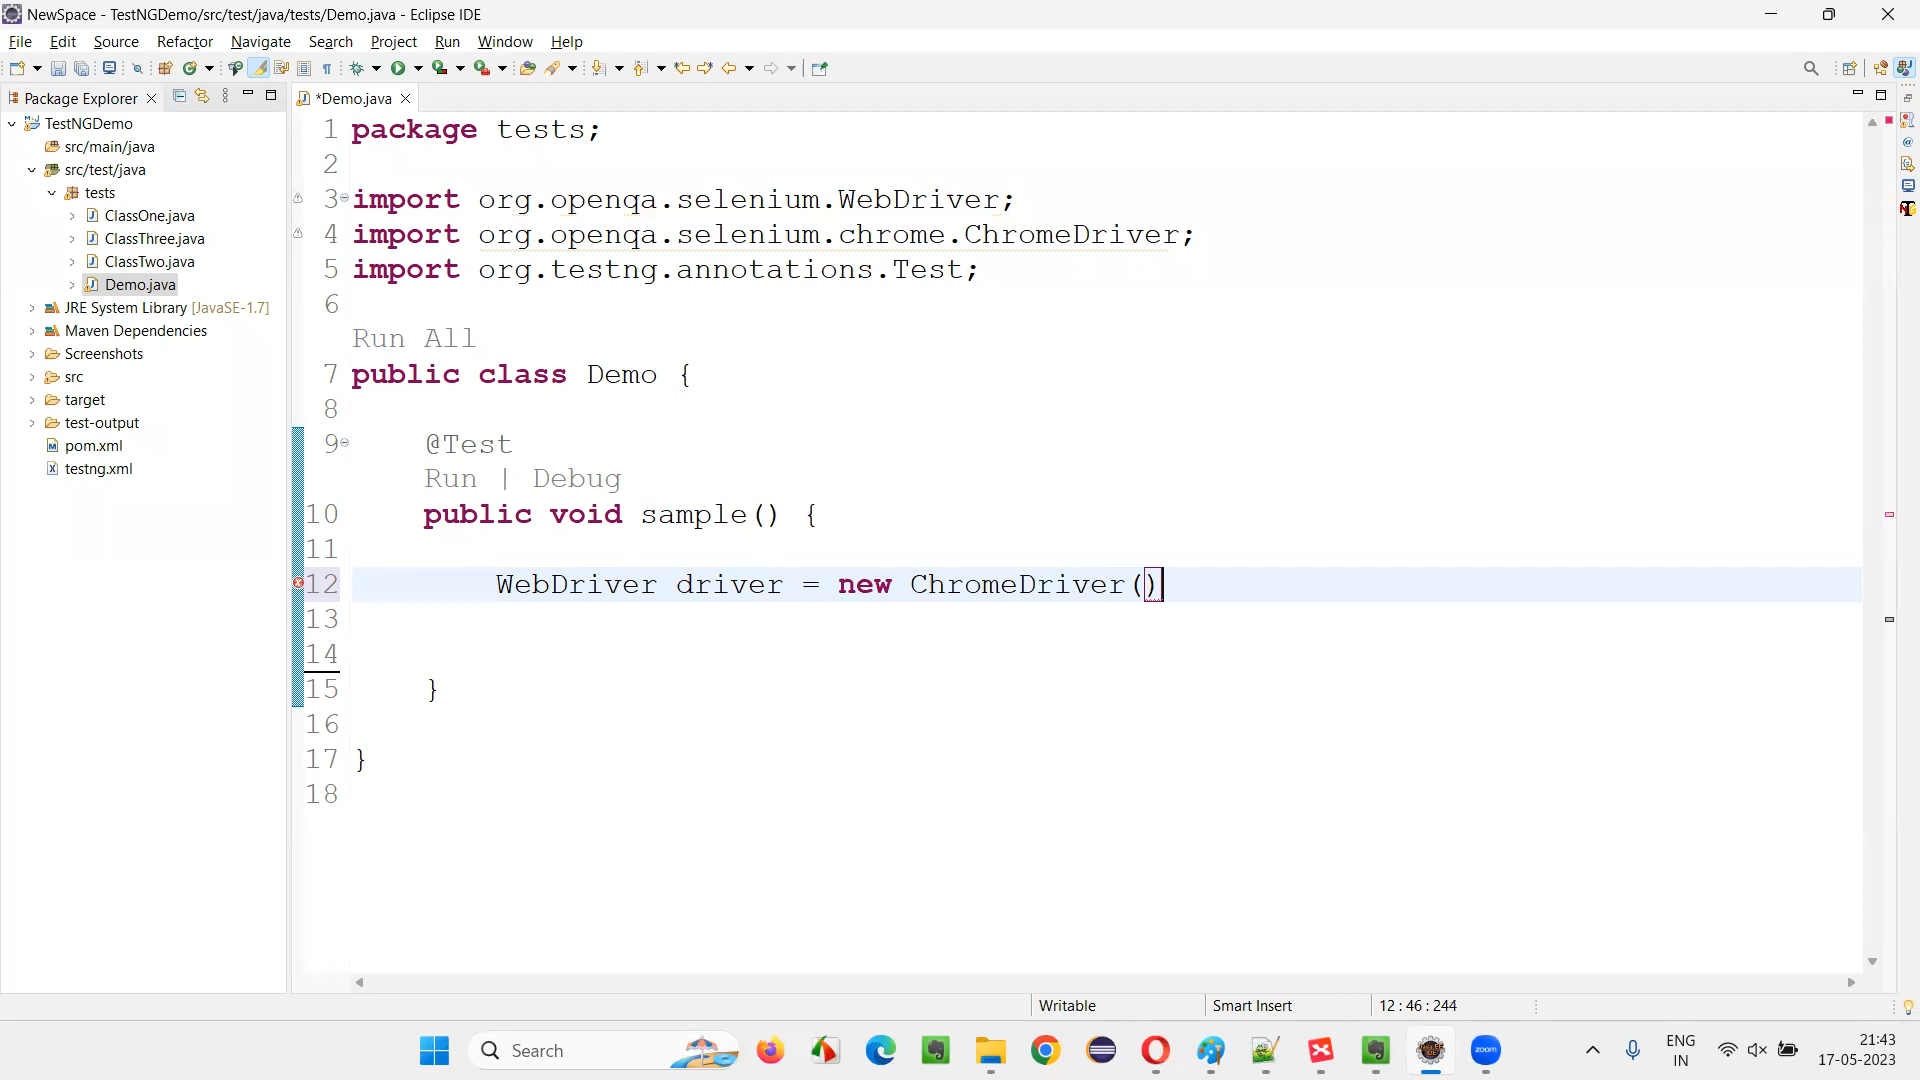 NewSpace - TestNGDemo/src/test/java/tests/Demo.java - Eclipse IDE
File Edit Source Refactor Navigate Search Project Run Window Help
Package Explorer
*Demo.java
TestNGDemo
src/main/java
src/test/java
tests
ClassOne.java
ClassThree.java
ClassTwo.java
Demo.java
JRE System Library [JavaSE-1.7]
Maven Dependencies
Screenshots
src
target
test-output
pom.xml
testng.xml
1 package tests;
2
3 import org.openqa.selenium.WebDriver;
4 import org.openqa.selenium.chrome.ChromeDriver;
5 import org.testng.annotations.Test;
6
Run All
7 public class Demo {
8
9 @Test
Run | Debug
10 public void sample() {
11
12 WebDriver driver = new ChromeDriver()
13
14
15 }
16
17 }
18
Writable Smart Insert 12 : 46 : 244
Search
zoom
ENG
IN
21:43
17-05-2023